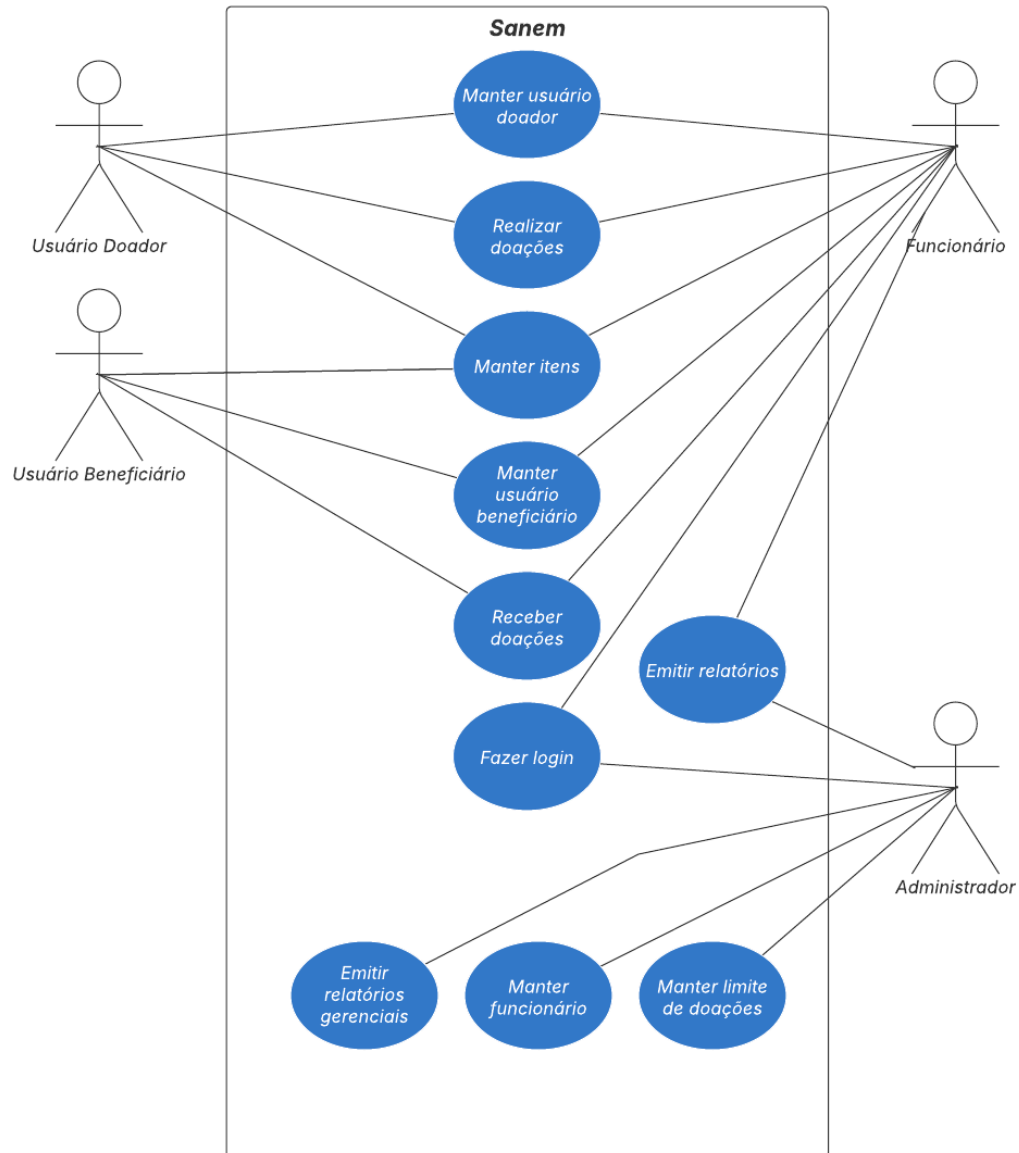 Sanem
Manter usuário
doador
Realizar
doações
Usuário Doador
Funcionário
Manter itens
Usuário Beneficiário
Manter
usuário
beneficiário
Receber
doações
Emitir relatórios
Fazer login
Administrador
Emitir
relatórios
gerenciais
Manter
funcionário
Manter limite
de doações